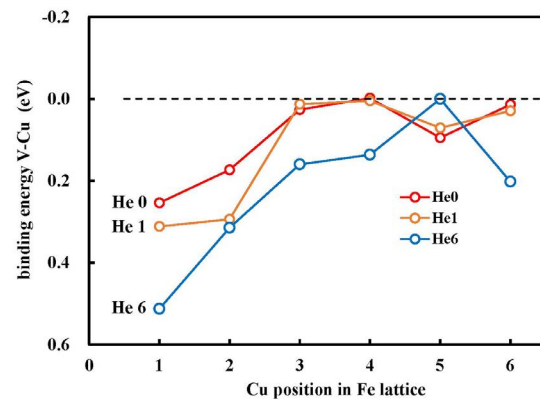 -0.2
0.0
0.2
0.4
0.6
binding energy V-Cu (eV)
He 0
He 1
He 6
He0
He1
He6
0 1 2 3 4 5 6
Cu position in Fe lattice